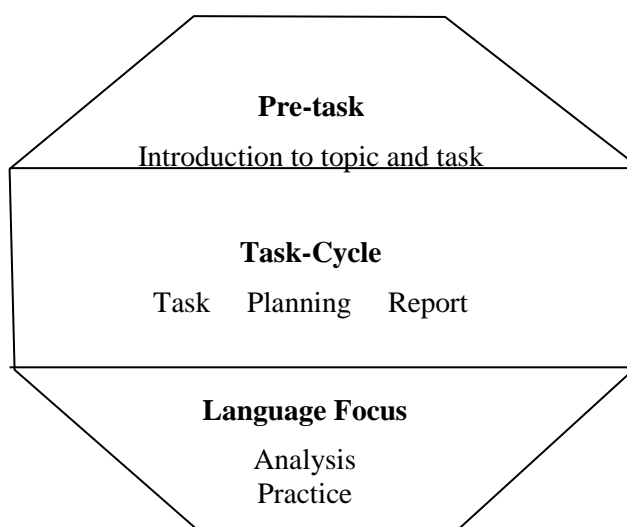 Pre-task
Introduction to topic and task
Task-Cycle
Task Planning Report
Language Focus
Analysis
Practice